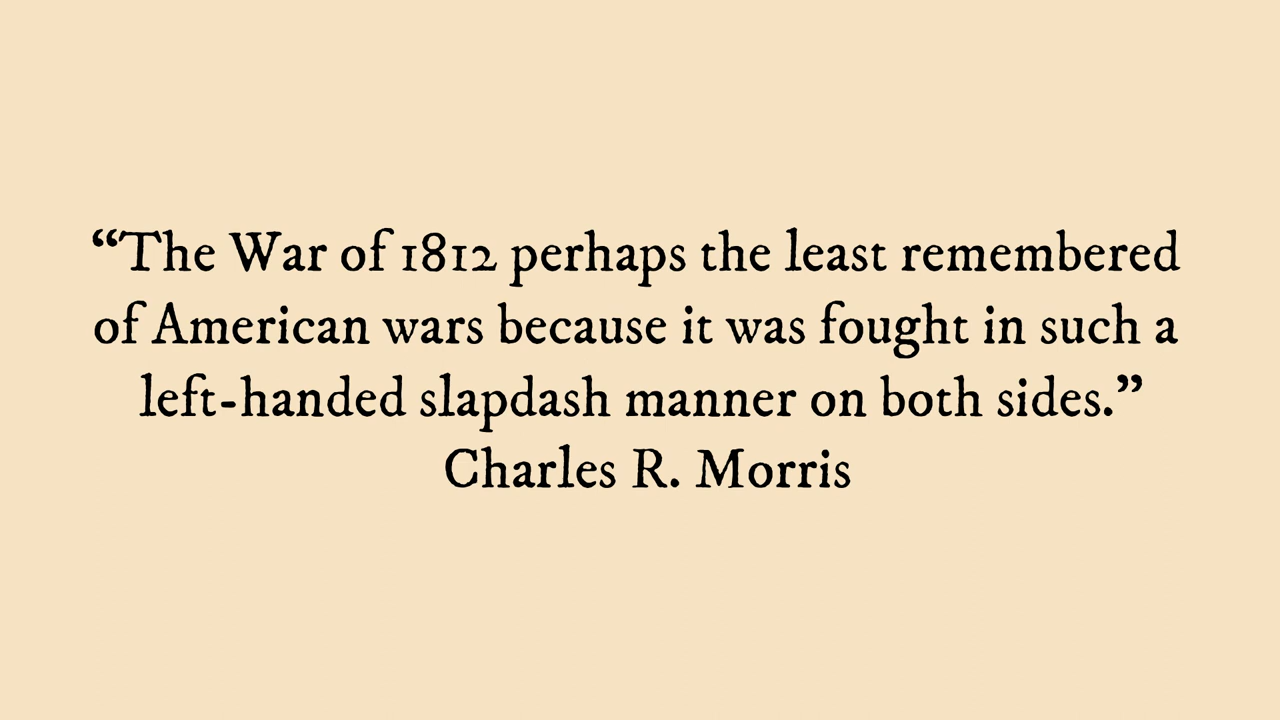 “The War of 1812 perhaps the least remembered
of American wars because it was fought in such a
left-handed slapdash manner on both sides.”
Charles R. Morris